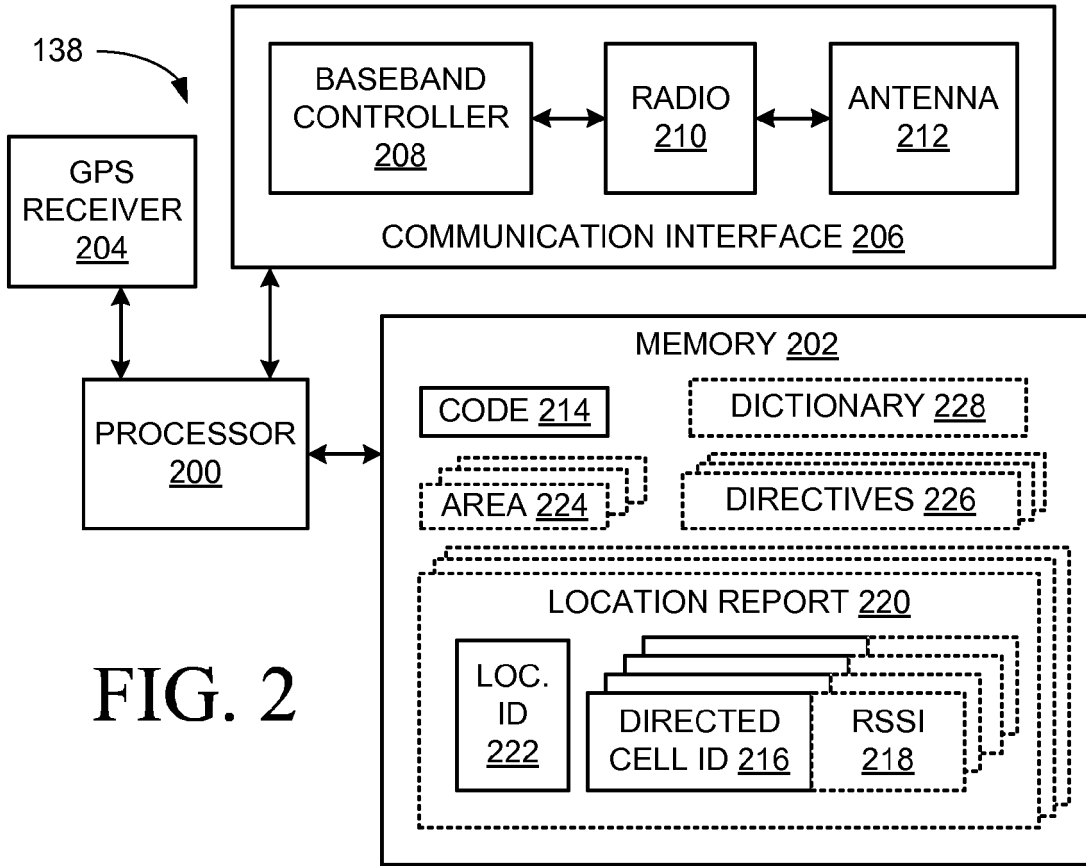 138
BASEBAND
CONTROLLER
208
RADIO
210
ANTENNA
212
COMMUNICATION INTERFACE 206
GPS
RECEIVER
204
PROCESSOR
200
MEMORY 202
CODE 214
DICTIONARY 228
AREA 224
DIRECTIVES 226
LOCATION REPORT 220
LOC.
ID
222
DIRECTED
CELL ID 216
RSSI
218
FIG. 2